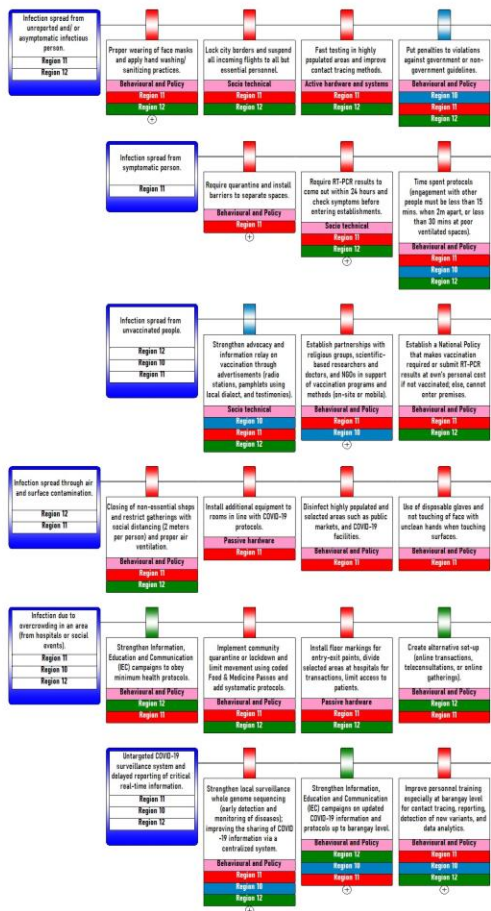 Infection spread from
unreported and/ or
asymptomatic infectious
person.
Region 11
Region 12
Proper wearing of face masks
and apply hand washing/
sanitizing practices.
Behavioural and Policy
Region 11
Region 12
Lock city borders and suspend
all incoming flights to all but
essential personnel.
Socio technical
Region 11
Region 12
Fast testing in highly
populated areas and improve
contact tracing methods.
Active hardware and systems
Region 11
Region 12
Put penalties to violations
against government or non-
government guidelines.
Behavioural and Policy
Region 10
Region 11
Region 12
Infection spread from
symptomatic person.
Region 11
Require quarantine and install
barriers to separate spaces.
Behavioural and Policy
Region 11
Require RT-PCR results to
come out within 24 hours and
check symptoms before
entering establishments.
Socio technical
Region 11
Region 12
Time spent protocols
(engagement with other
people must be less than 15
mins. when 2m apart, or less
than 30 mins at poor
ventilated spaces).
Behavioural and Policy
Region 11
Region 10
Region 12
Infection spread from
unvaccinated people.
Region 12
Region 10
Region 11
Strengthen advocacy and
information relay on
vaccination through
advertisements (radio
stations, pamphlets using
local dialect, and testimonies).
Socio technical
Region 10
Region 11
Region 12
Establish partnerships with
religious groups, scientific-
based researchers and
doctors, and NGOs in support
of vaccination programs and
methods (on-site or mobile).
Behavioural and Policy
Region 11
Region 10
Establish a National Policy
that makes vaccination
required or submit RT-PCR
results at own's personal cost
if not vaccinated; else, cannot
enter premises.
Behavioural and Policy
Region 11
Region 12
Infection spread through air
and surface contamination.
Region 12
Region 11
Closing of non-essential shops
and restrict gatherings with
social distancing (2 meters
per person) and proper air
ventilation.
Behavioural and Policy
Region 11
Region 12
Install additional equipment to
rooms in line with COVID-19
protocols.
Passive hardware
Region 11
Disinfect highly populated and
selected areas such as public
markets, and COVID-19
facilities.
Behavioural and Policy
Region 11
Use of disposable gloves and
not touching of face with
unclean hands when touching
surfaces.
Behavioural and Policy
Region 11
Infection due to
overcrowding in an area
(from hospitals or social
events).
Region 11
Region 10
Region 12
Strengthen Information,
Education and Communication
(IEC) campaigns to obey
minimum health protocols.
Behavioural and Policy
Region 12
Region 11
Implement community
quarantine or lockdown and
limit movement using coded
Food & Medicine Passes and
add systematic protocols.
Behavioural and Policy
Region 11
Region 12
Install floor markings for
entry-exit points, divide
selected areas at hospitals for
transactions, limit access to
patients.
Passive hardware
Region 11
Region 12
Create alternative set-up
(online transactions,
teleconsultations, or online
gatherings).
Behavioural and Policy
Region 12
Region 11
Untargeted COVID-19
surveillance system and
delayed reporting of critical
real-time information.
Region 11
Region 10
Region 12
Strengthen local surveillance
whole genome sequencing
(early detection and
monitoring of diseases);
improving the sharing of COVID
-19 information via a
centralized system.
Behavioural and Policy
Region 11
Region 10
Region 12
Strengthen Information,
Education and Communication
(IEC) campaigns on updated
COVID-19 information and
protocols up to barangay level.
Behavioural and Policy
Region 12
Region 10
Region 11
Improve personnel training
especially at barangay level
for contact tracing, reporting,
detection of new variants, and
data analytics.
Behavioural and Policy
Region 11
Region 10
Region 12